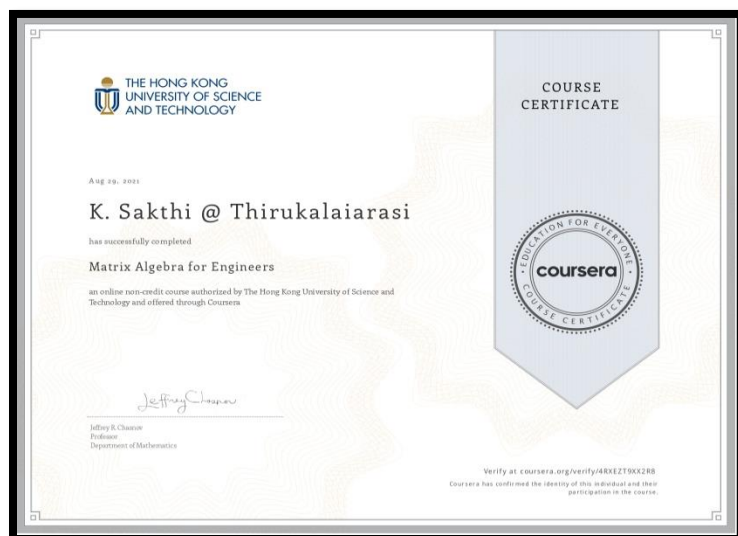 THE HONG KONG
UNIVERSITY OF SCIENCE
AND TECHNOLOGY
COURSE
CERTIFICATE
Aug 29, 2021
K. Sakthi @ Thirukalaiarasi
has successfully completed
Matrix Algebra for Engineers
an online non-credit course authorized by The Hong Kong University of Science and
Technology and offered through Coursera
EDUCATION FOR EVERYONE
coursera
COURSE CERTIFICATE
Jeffrey Chasnov
Jeffrey R. Chasnov
Professor
Department of Mathematics
Verify at coursera.org/verify/4RXEZT9XX2R8
Coursera has confirmed the identity of this individual and their
participation in the course.